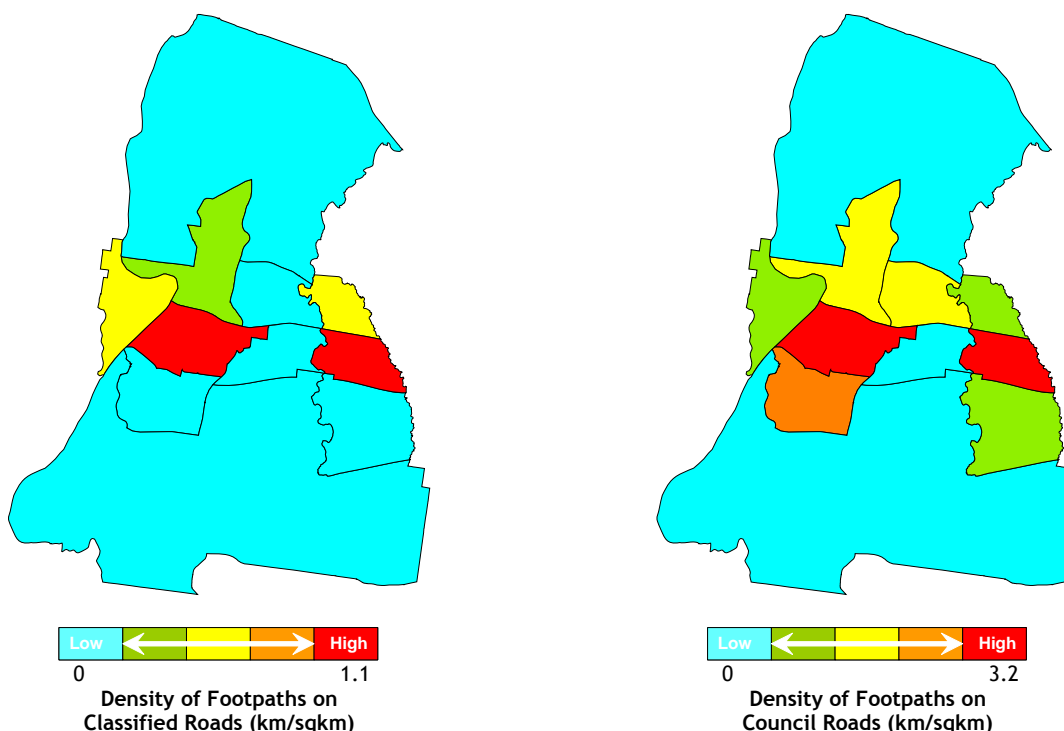 Low High
0 1.1
Density of Footpaths on
Classified Roads (km/sqkm)
Low High
0 3.2
Density of Footpaths on
Council Roads (km/sqkm)